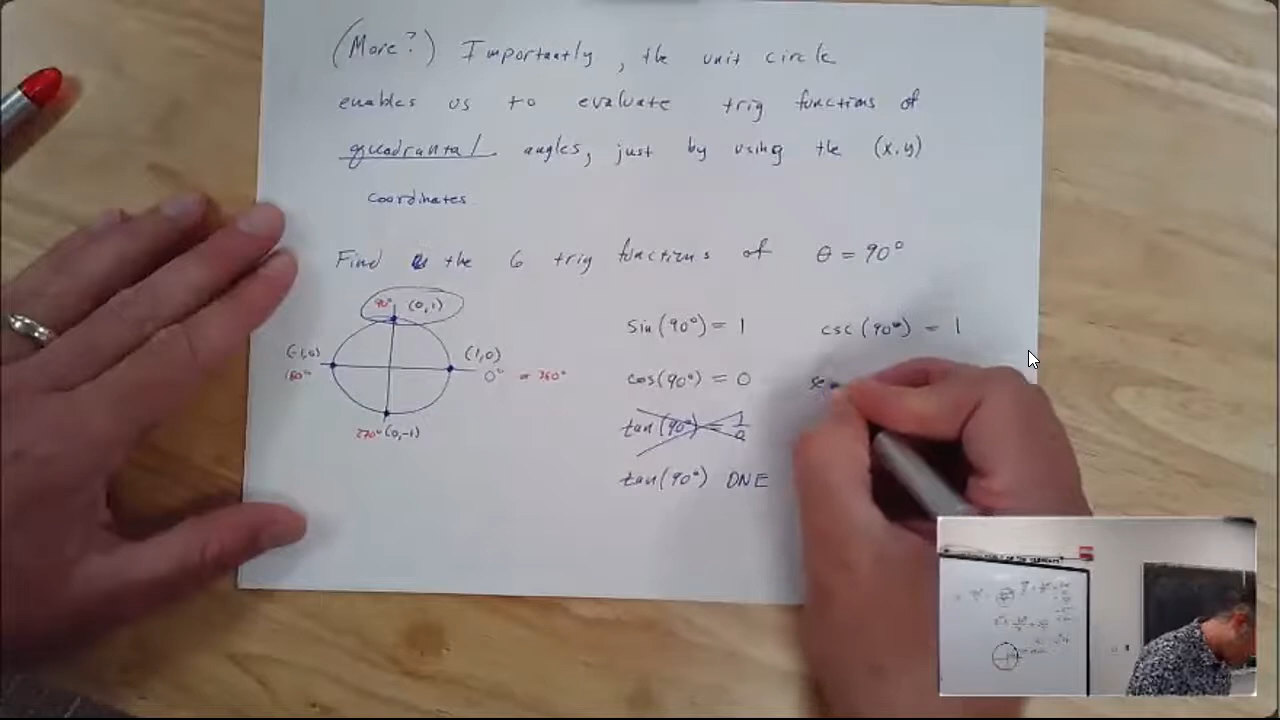 (More?) Importantly, the unit circle
enables us to evaluate trig functions of
quadrantal angles, just by using the (x,y)
coordinates.
Find the 6 trig functions of θ = 90°
90° (0,1)
(-1,0)
180°
(1,0)
0° or 360°
270° (0,-1)
sin(90°) = 1
cos(90°) = 0
tan(90°) = 1/0
tan(90°) DNE
csc(90°) = 1
se